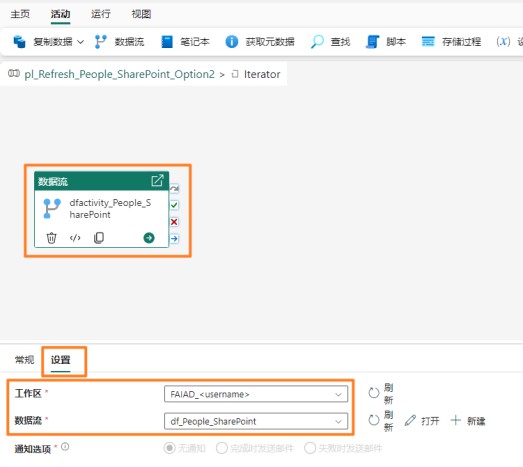 主页 活动 运行 视图
复制数据 数据流 笔记本 获取元数据 查找 脚本 存储过程 (x)
pl_Refresh_People_SharePoint_Option2 > Iterator
数据流
dfactivity_People_S
harePoint
常规 设置
工作区 * FAIAD_<username> 刷
新
数据流 * df_People_SharePoint 刷
新 打开 新建
通知选项 * 无通知 完成时发送邮件 失败时发送邮件